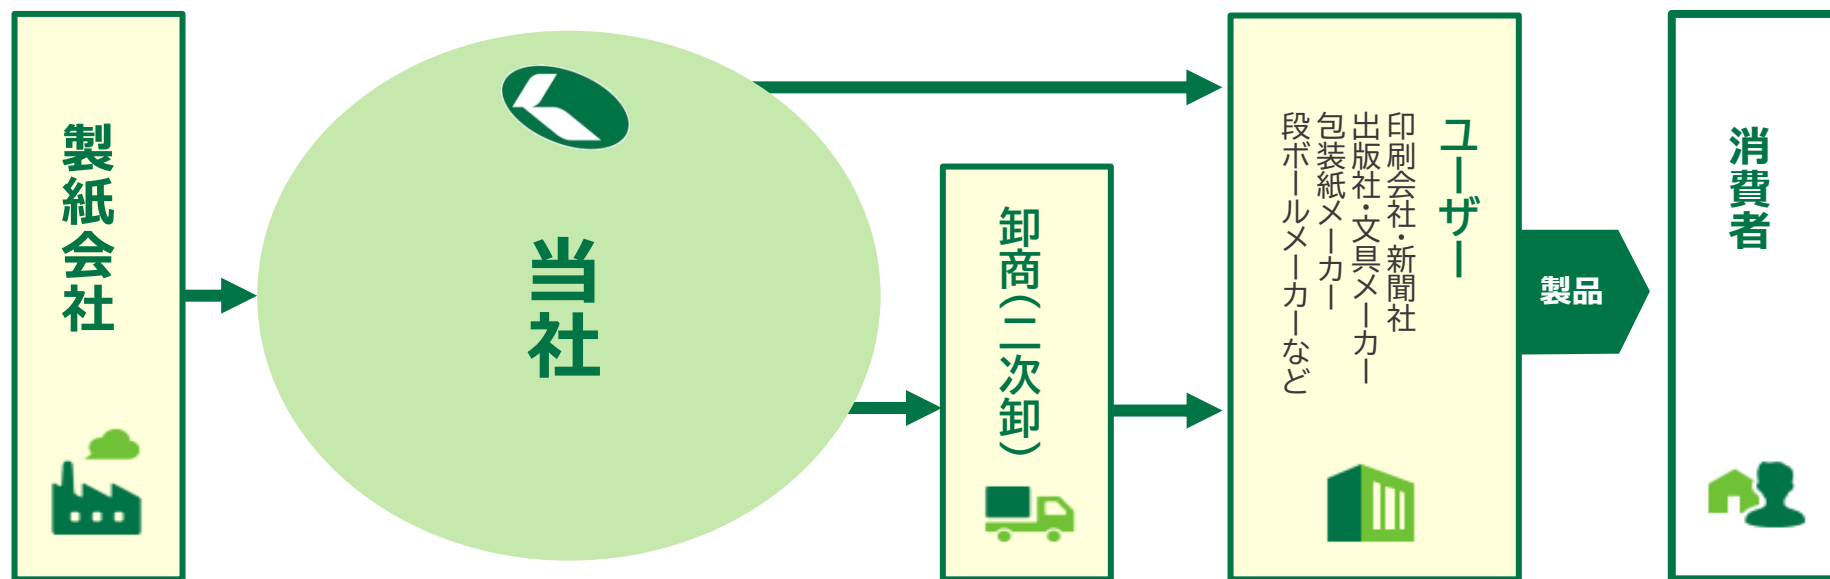 製紙会社
当社
卸商(二次卸)
ユーザー
印刷会社・新聞社
出版社・文具メーカー
包装紙メーカー
段ボールメーカーなど
製品
消費者